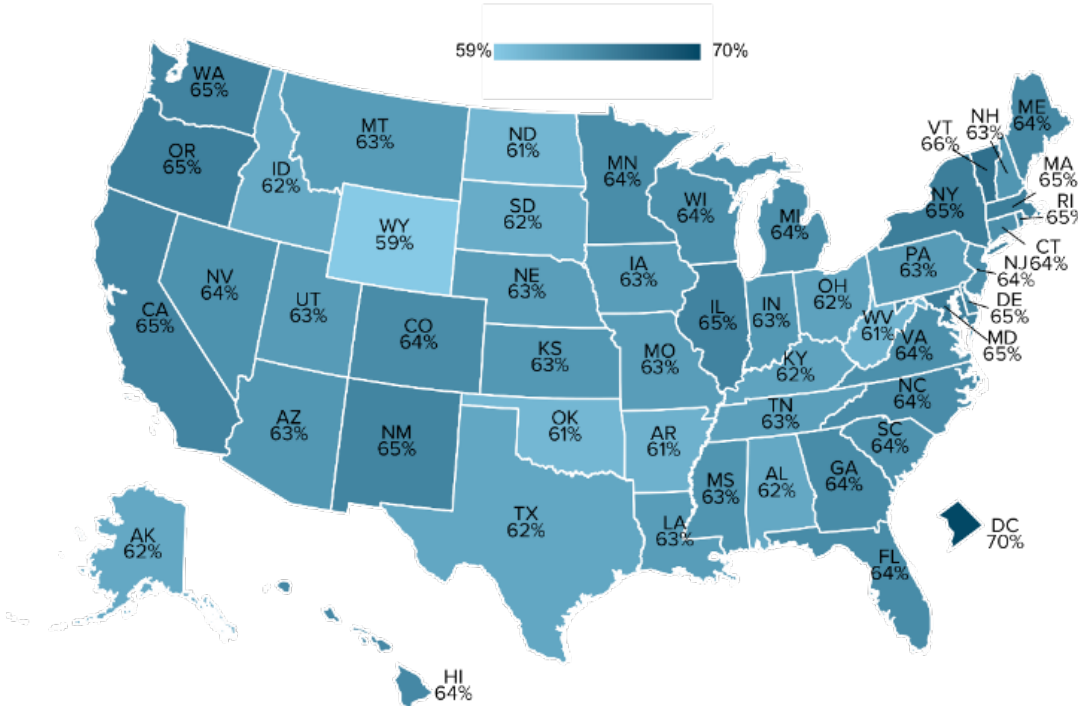 59%
70%
WA
65%
OR
65%
CA
65%
ID
62%
NV
64%
MT
63%
WY
59%
UT
63%
AZ
63%
CO
64%
NM
65%
ND
61%
SD
62%
NE
63%
KS
63%
OK
61%
TX
62%
MN
64%
IA
63%
MO
63%
AR
61%
LA
63%
WI
64%
IL
65%
MI
64%
IN
63%
OH
62%
KY
62%
TN
63%
MS
63%
AL
62%
GA
64%
FL
64%
SC
64%
NC
64%
VA
64%
WV
61%
PA
63%
NY
65%
VT
66%
NH
63%
ME
64%
MA
65%
RI
65%
CT
64%
NJ
64%
DE
65%
MD
65%
DC
70%
AK
62%
HI
64%